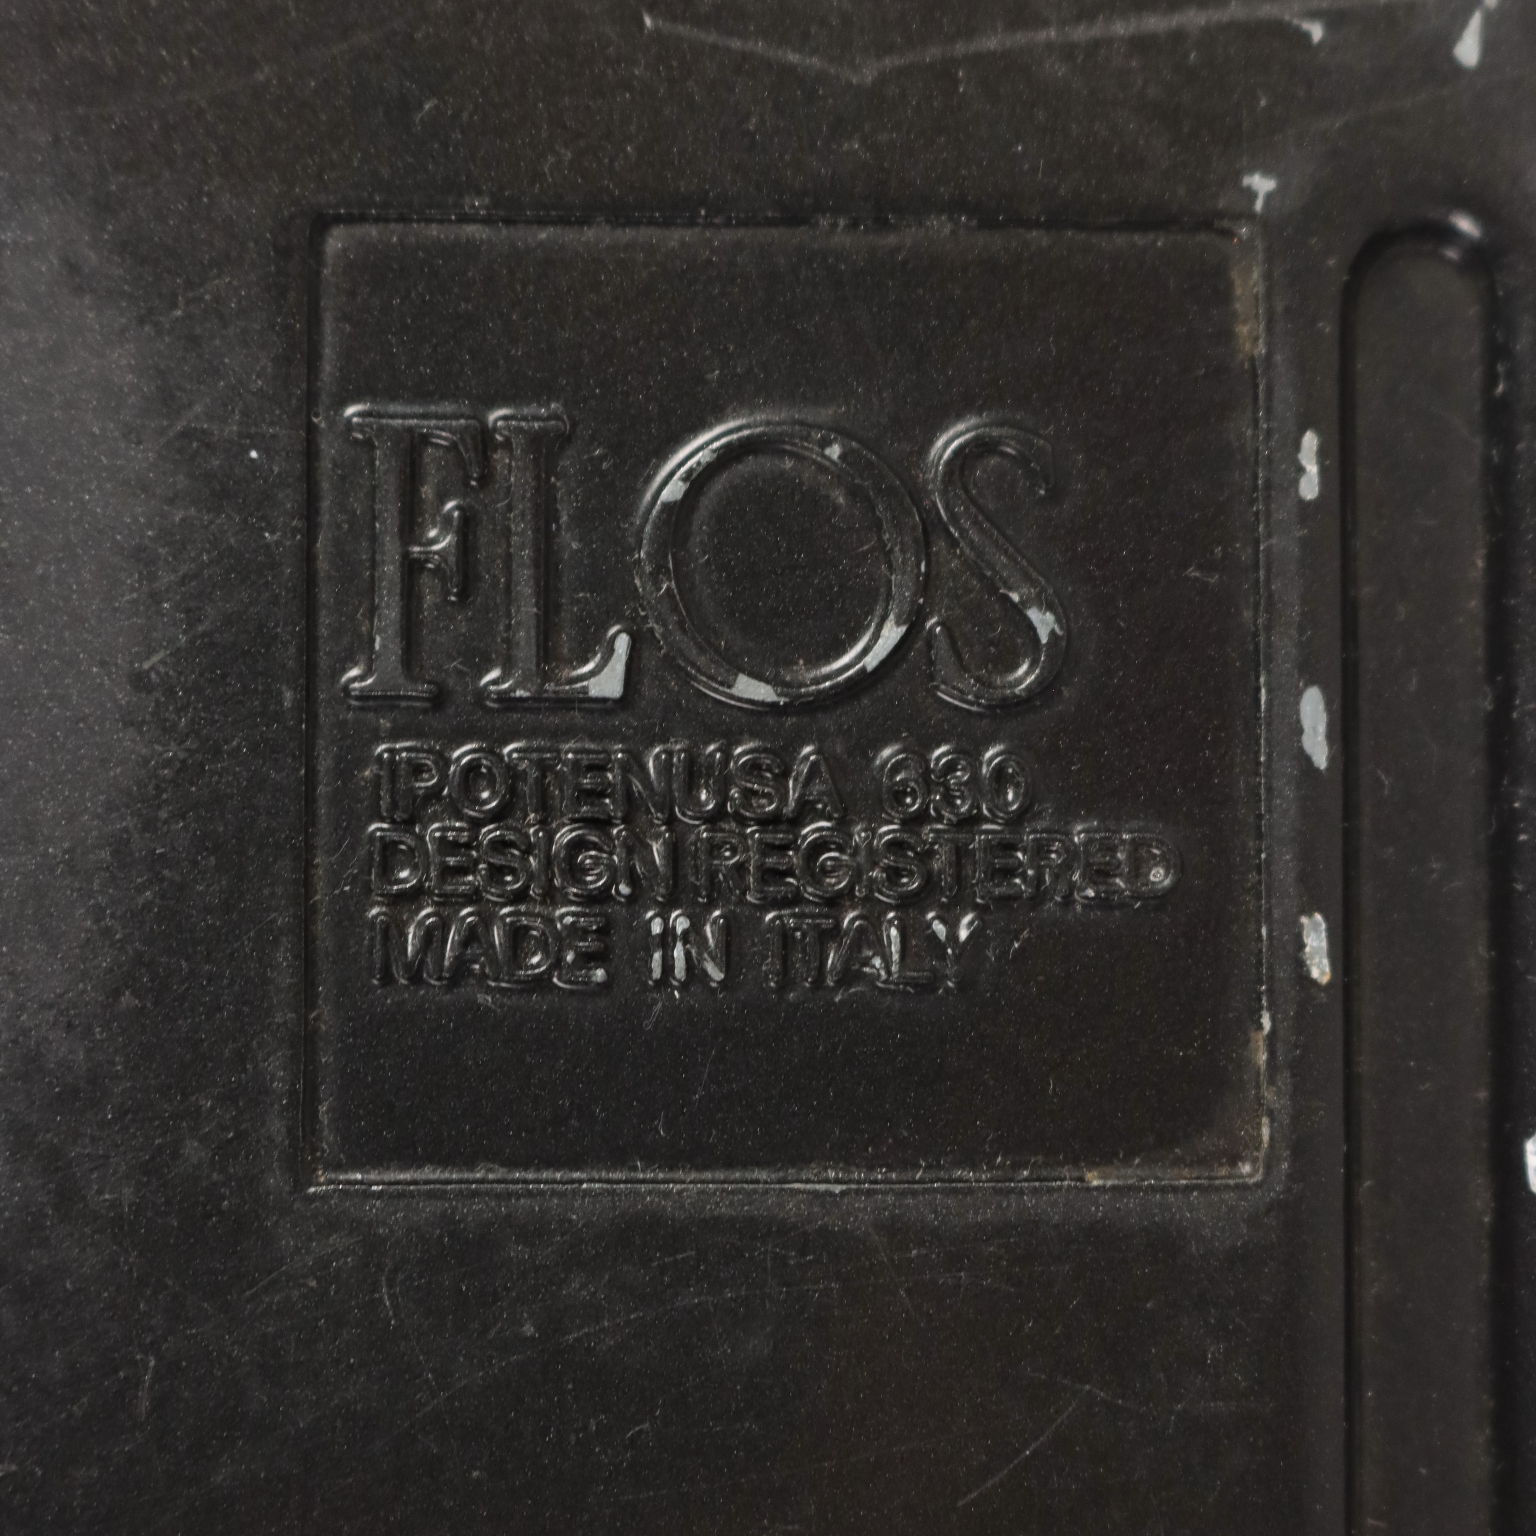 FLOS
IPOTENUSA 630
DESIGN REGISTERED
MADE IN ITALY